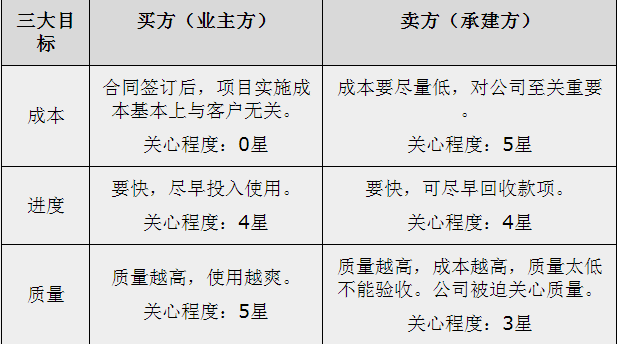 三大目标
买方（业主方）
卖方（承建方）
成本
合同签订后，项目实施成
本基本上与客户无关。
关心程度：0星
成本要尽量低，对公司至关重要
。
关心程度：5星
进度
要快，尽早投入使用。
关心程度：4星
要快，可尽早回收款项。
关心程度：4星
质量
质量越高，使用越爽。
关心程度：5星
质量越高，成本越高，质量太低
不能验收。公司被迫关心质量。
关心程度：3星